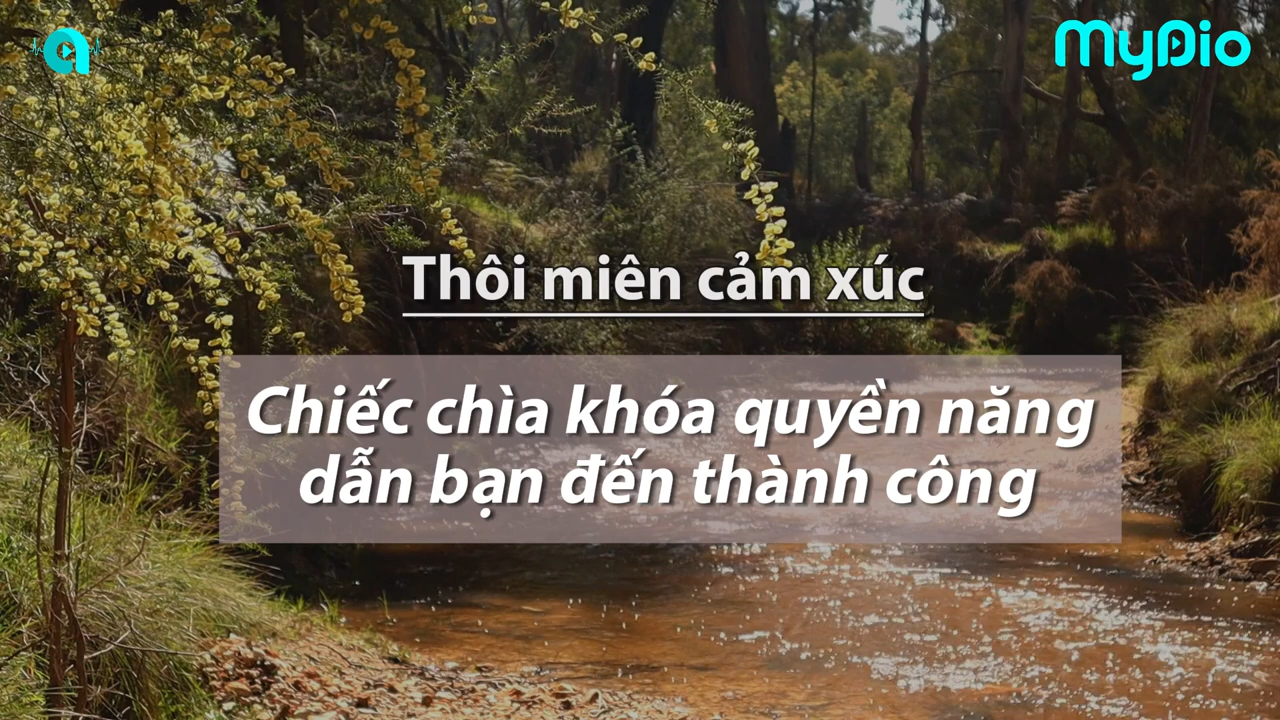 MyDio
Thôi miên cảm xúc
Chiếc chìa khóa quyền năng
dẫn bạn đến thành công